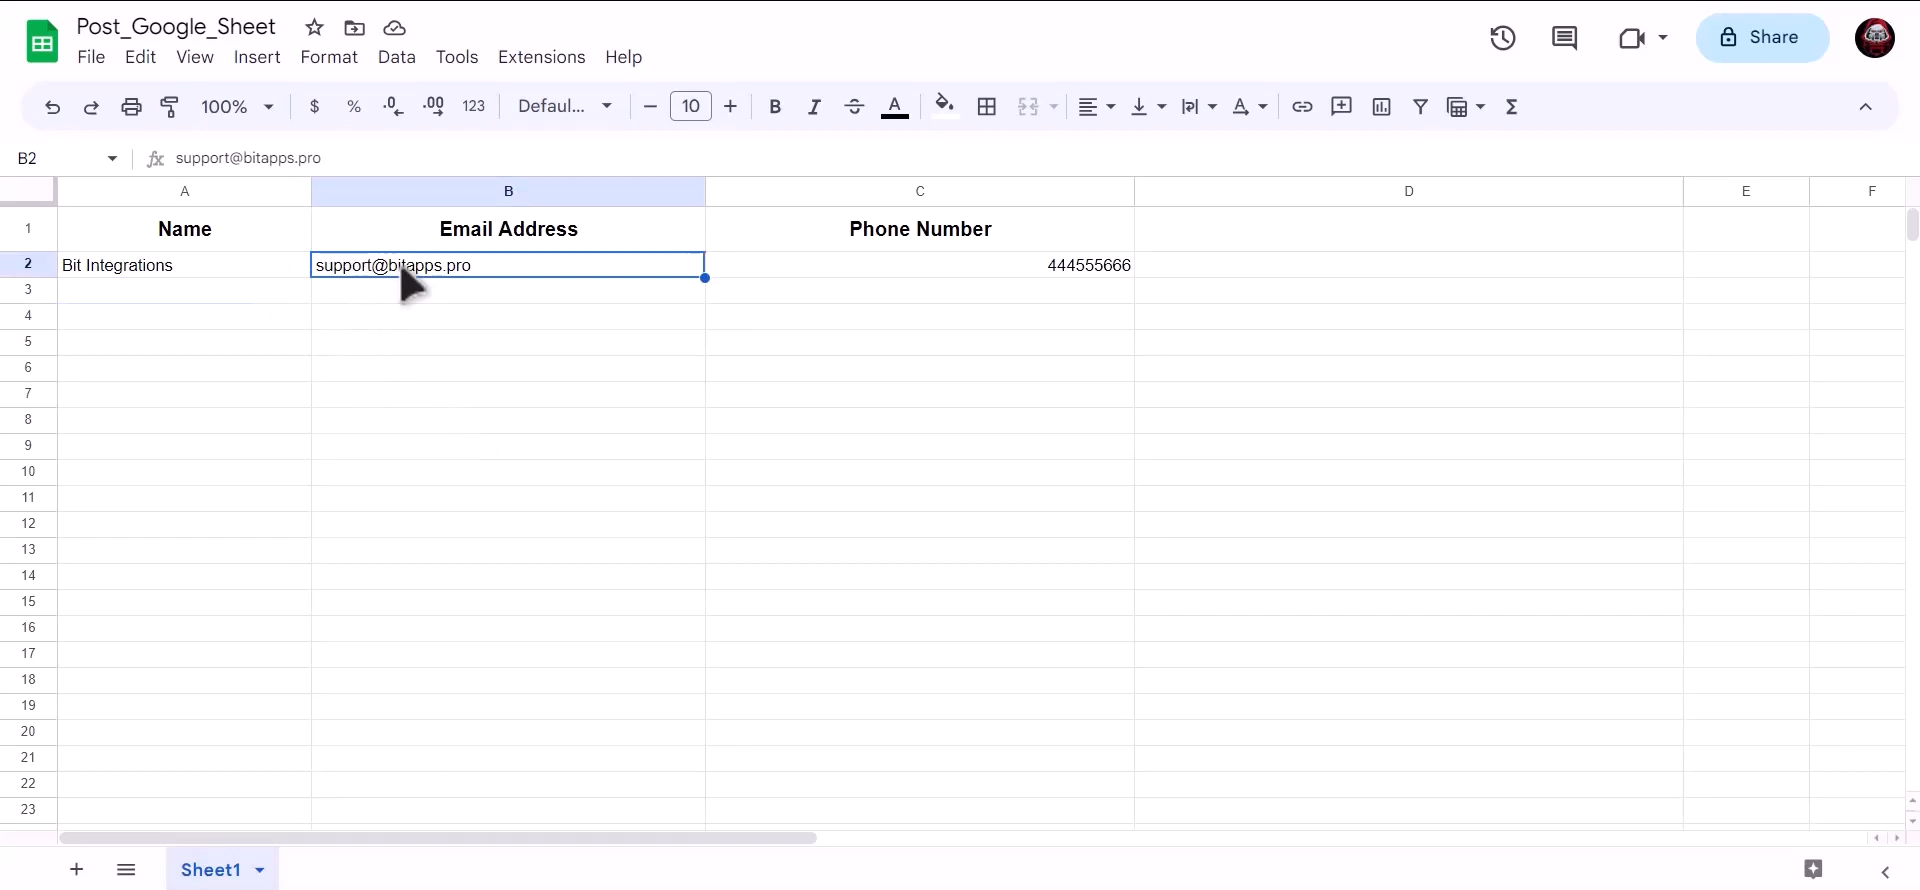 Post_Google_Sheet
File Edit View Insert Format Data Tools Extensions Help
Share
100% $ % .0 .00 123 Defaul... − 10 + B I S A Σ
B2 fx support@bitapps.pro
A B C D E F
1 Name Email Address Phone Number
2 Bit Integrations support@bitapps.pro 444555666
3
4
5
6
7
8
9
10
11
12
13
14
15
16
17
18
19
20
21
22
23
+ Sheet1